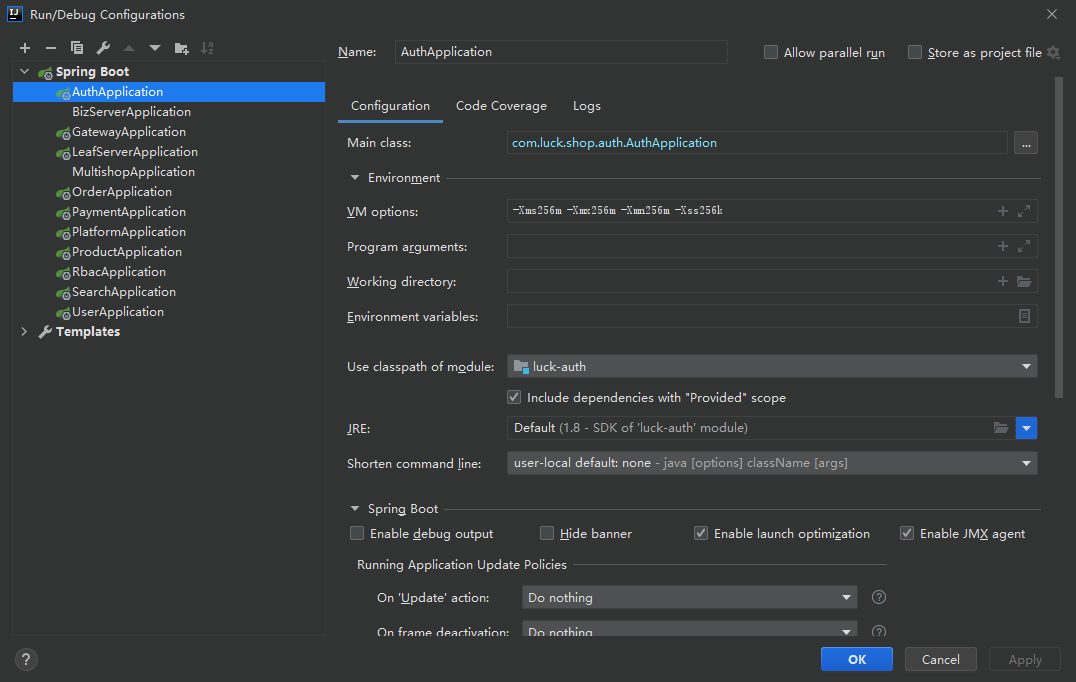 Run/Debug Configurations
Name: AuthApplication
Allow parallel run
Store as project file
Spring Boot
AuthApplication
BizServerApplication
GatewayApplication
LeafServerApplication
MultishopApplication
OrderApplication
PaymentApplication
PlatformApplication
ProductApplication
RbacApplication
SearchApplication
UserApplication
Templates
Configuration Code Coverage Logs
Main class: com.luck.shop.auth.AuthApplication ...
Environment
VM options: -Xms256m -Xmx256m -Xmn256m -Xss256k
Program arguments:
Working directory:
Environment variables:
Use classpath of module: luck-auth
Include dependencies with "Provided" scope
JRE: Default (1.8 - SDK of 'luck-auth' module)
Shorten command line: user-local default: none - java [options] className [args]
Spring Boot
Enable debug output Hide banner Enable launch optimization Enable JMX agent
Running Application Update Policies
On 'Update' action: Do nothing ?
On frame deactivation: Do nothing ?
? OK Cancel Apply